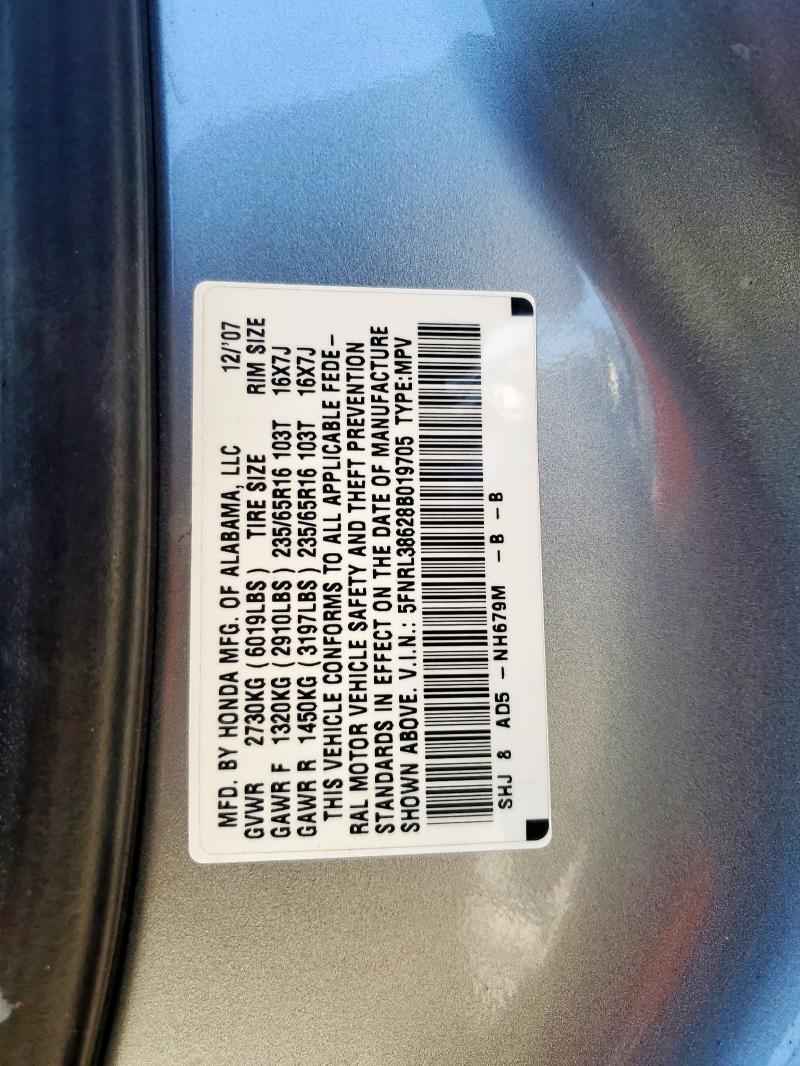 MFD. BY HONDA MFG. OF ALABAMA, LLC 12/'07
GVWR 2730KG (6019LBS) TIRE SIZE RIM SIZE
GAWR F 1320KG (2910LBS) 235/65R16 103T 16X7J
GAWR R 1450KG (3197LBS) 235/65R16 103T 16X7J
THIS VEHICLE CONFORMS TO ALL APPLICABLE FEDE-
RAL MOTOR VEHICLE SAFETY AND THEFT PREVENTION
STANDARDS IN EFFECT ON THE DATE OF MANUFACTURE
SHOWN ABOVE. V.I.N.: 5FNRL38628B019705 TYPE:MPV
SHJ 8 AD5 -NH679M -B -B